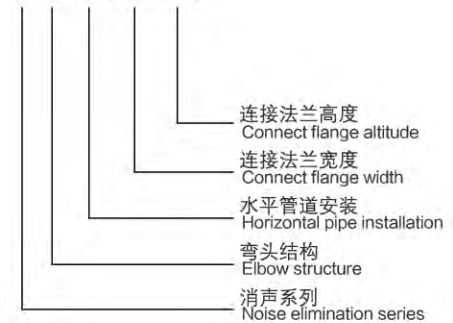 连接法兰高度
Connect flange altitude
连接法兰宽度
Connect flange width
水平管道安装
Horizontal pipe installation
弯头结构
Elbow structure
消声系列
Noise elimination series